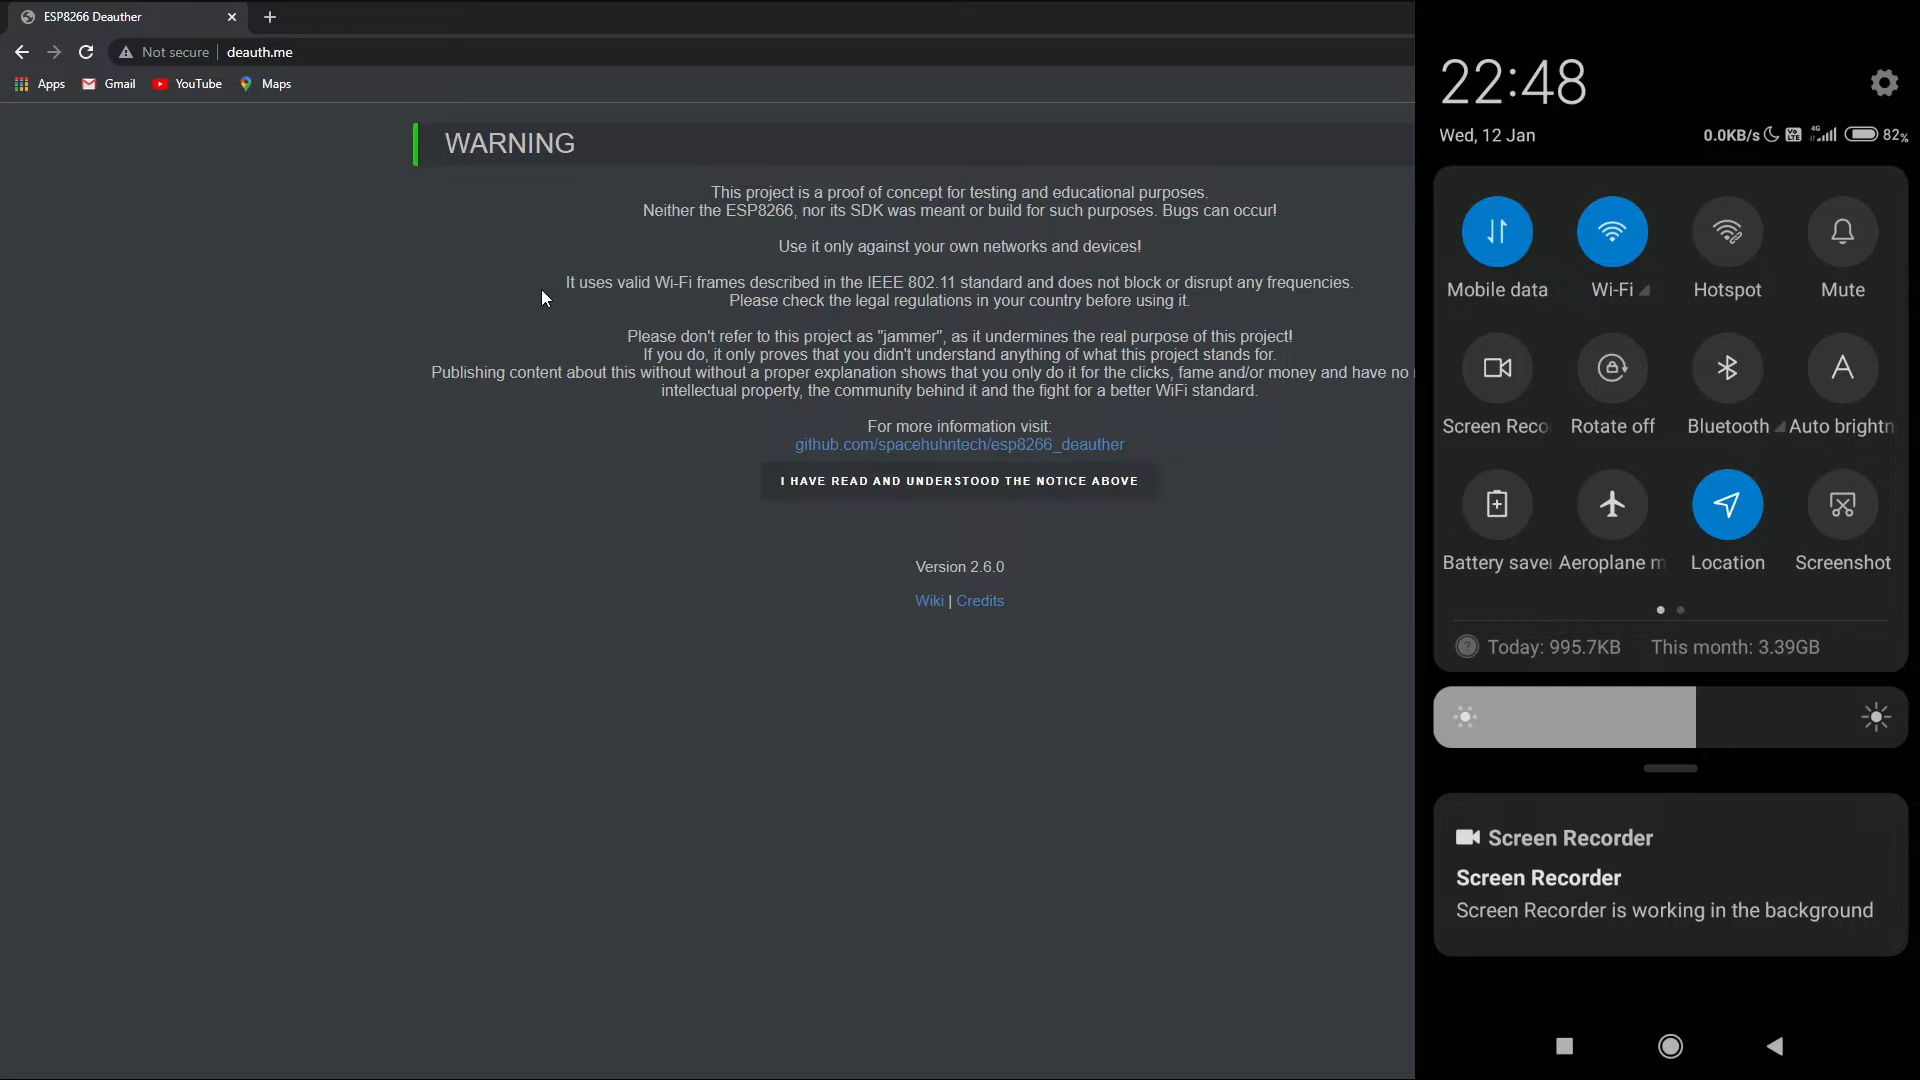 ESP8266 Deauther
Not secure | deauth.me
Apps Gmail YouTube Maps
WARNING
This project is a proof of concept for testing and educational purposes.
Neither the ESP8266, nor its SDK was meant or build for such purposes. Bugs can occur!
Use it only against your own networks and devices!
It uses valid Wi-Fi frames described in the IEEE 802.11 standard and does not block or disrupt any frequencies.
Please check the legal regulations in your country before using it.
Please don't refer to this project as "jammer", as it undermines the real purpose of this project!
If you do, it only proves that you didn't understand anything of what this project stands for.
Publishing content about this without without a proper explanation shows that you only do it for the clicks, fame and/or money and have no
intellectual property, the community behind it and the fight for a better WiFi standard.
For more information visit:
github.com/spacehuhntech/esp8266_deauther
I HAVE READ AND UNDERSTOOD THE NOTICE ABOVE
Version 2.6.0
Wiki | Credits
22:48
Wed, 12 Jan
0.0KB/s Vo LTE 4G 82%
Mobile data Wi-Fi Hotspot Mute
Screen Reco Rotate off Bluetooth Auto brightn
Battery save Aeroplane m Location Screenshot
Today: 995.7KB This month: 3.39GB
Screen Recorder
Screen Recorder
Screen Recorder is working in the background